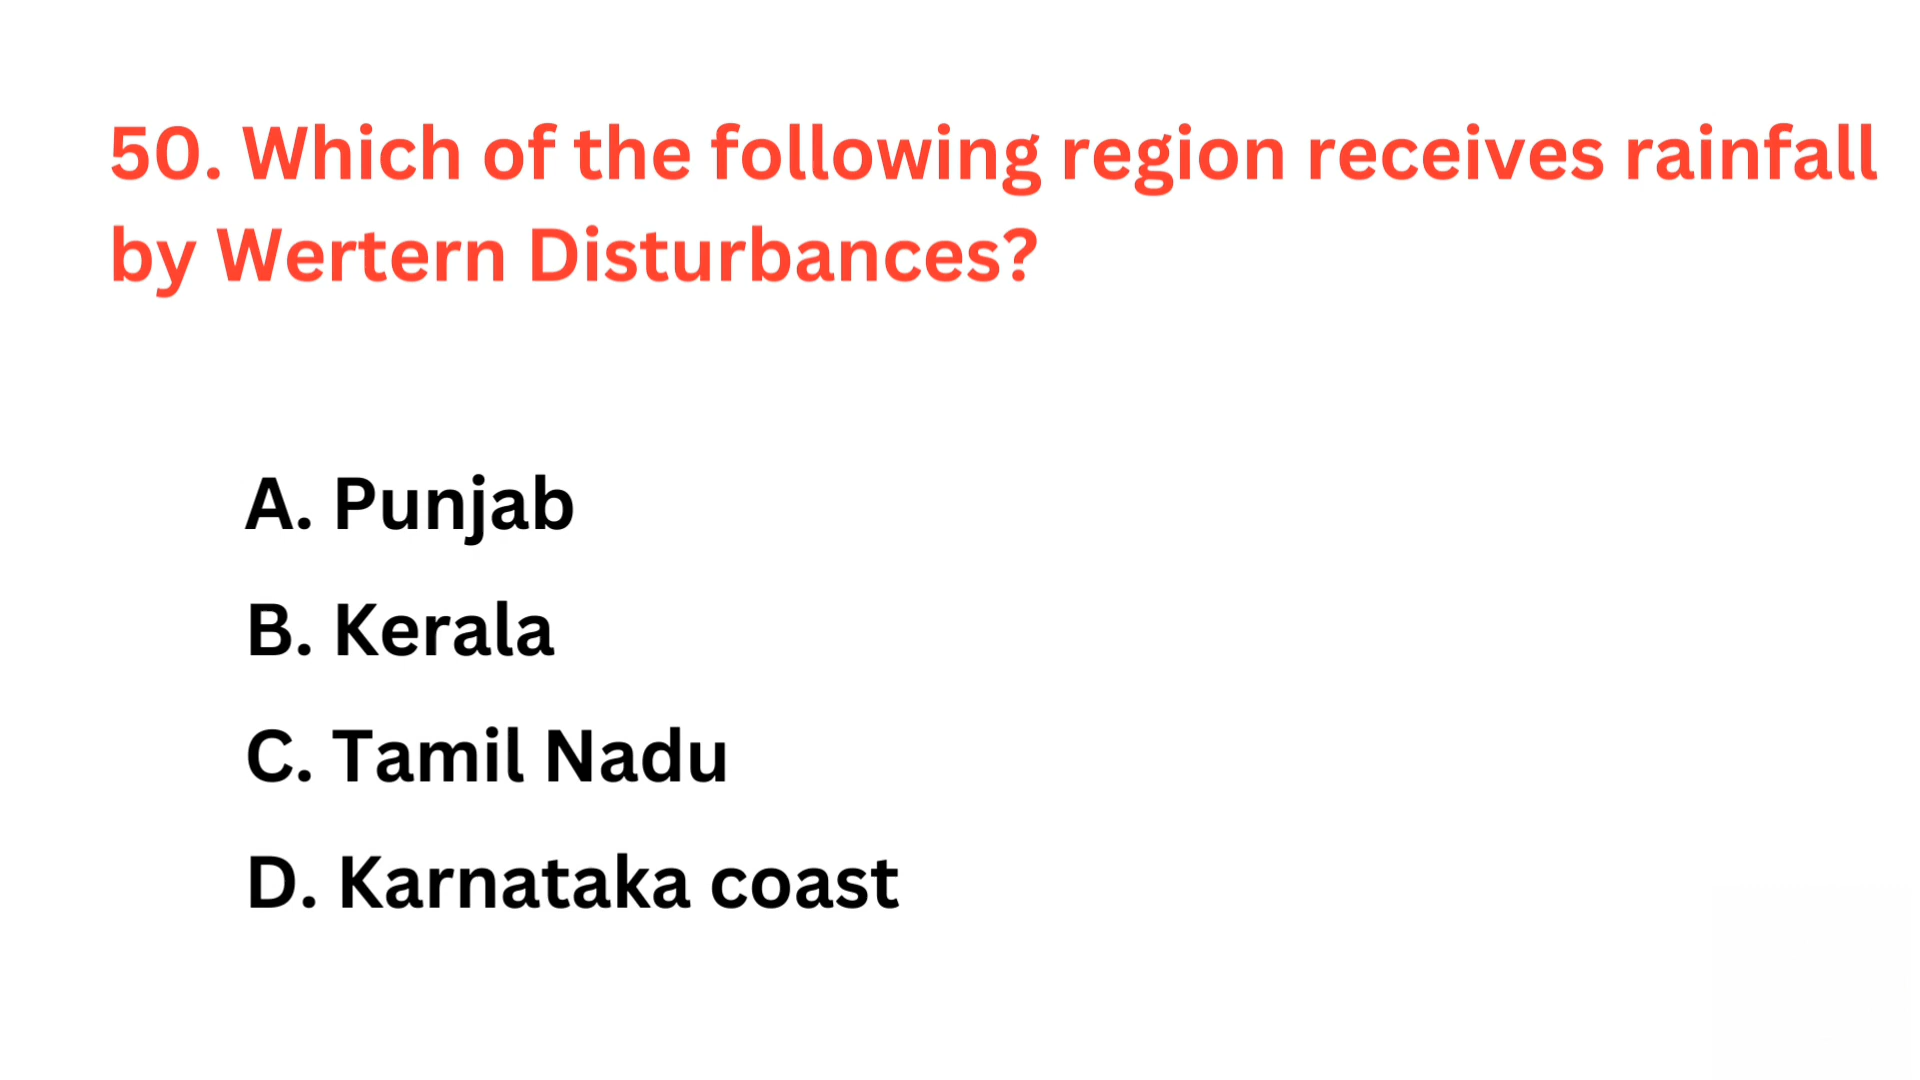 50. Which of the following region receives rainfall
by Wertern Disturbances?
A. Punjab
B. Kerala
C. Tamil Nadu
D. Karnataka coast